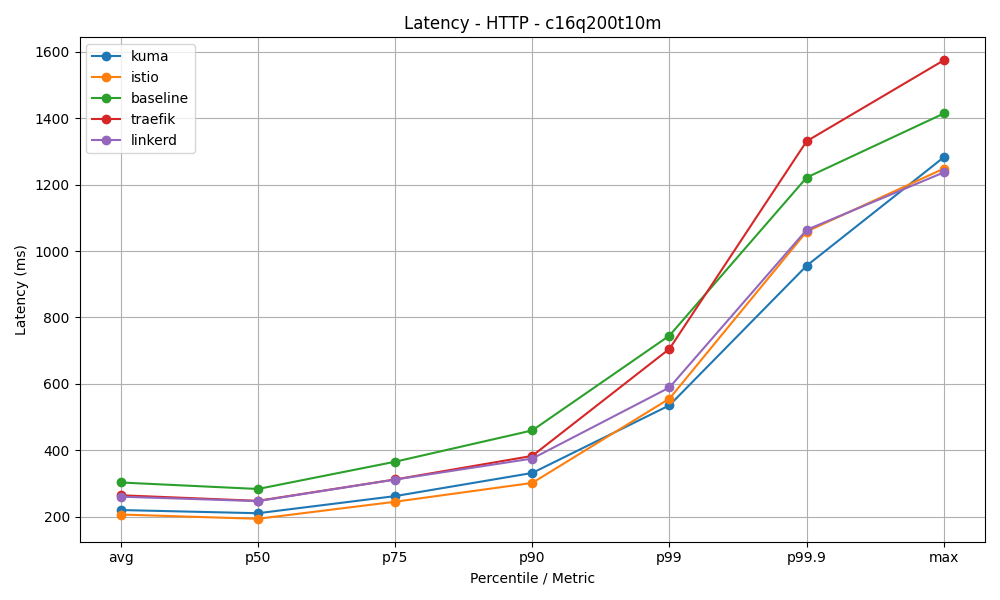 Latency - HTTP - c16q200t10m
kuma
istio
baseline
traefik
linkerd
1600
1400
1200
1000
800
600
400
200
Latency (ms)
avg p50 p75 p90 p99 p99.9 max
Percentile / Metric